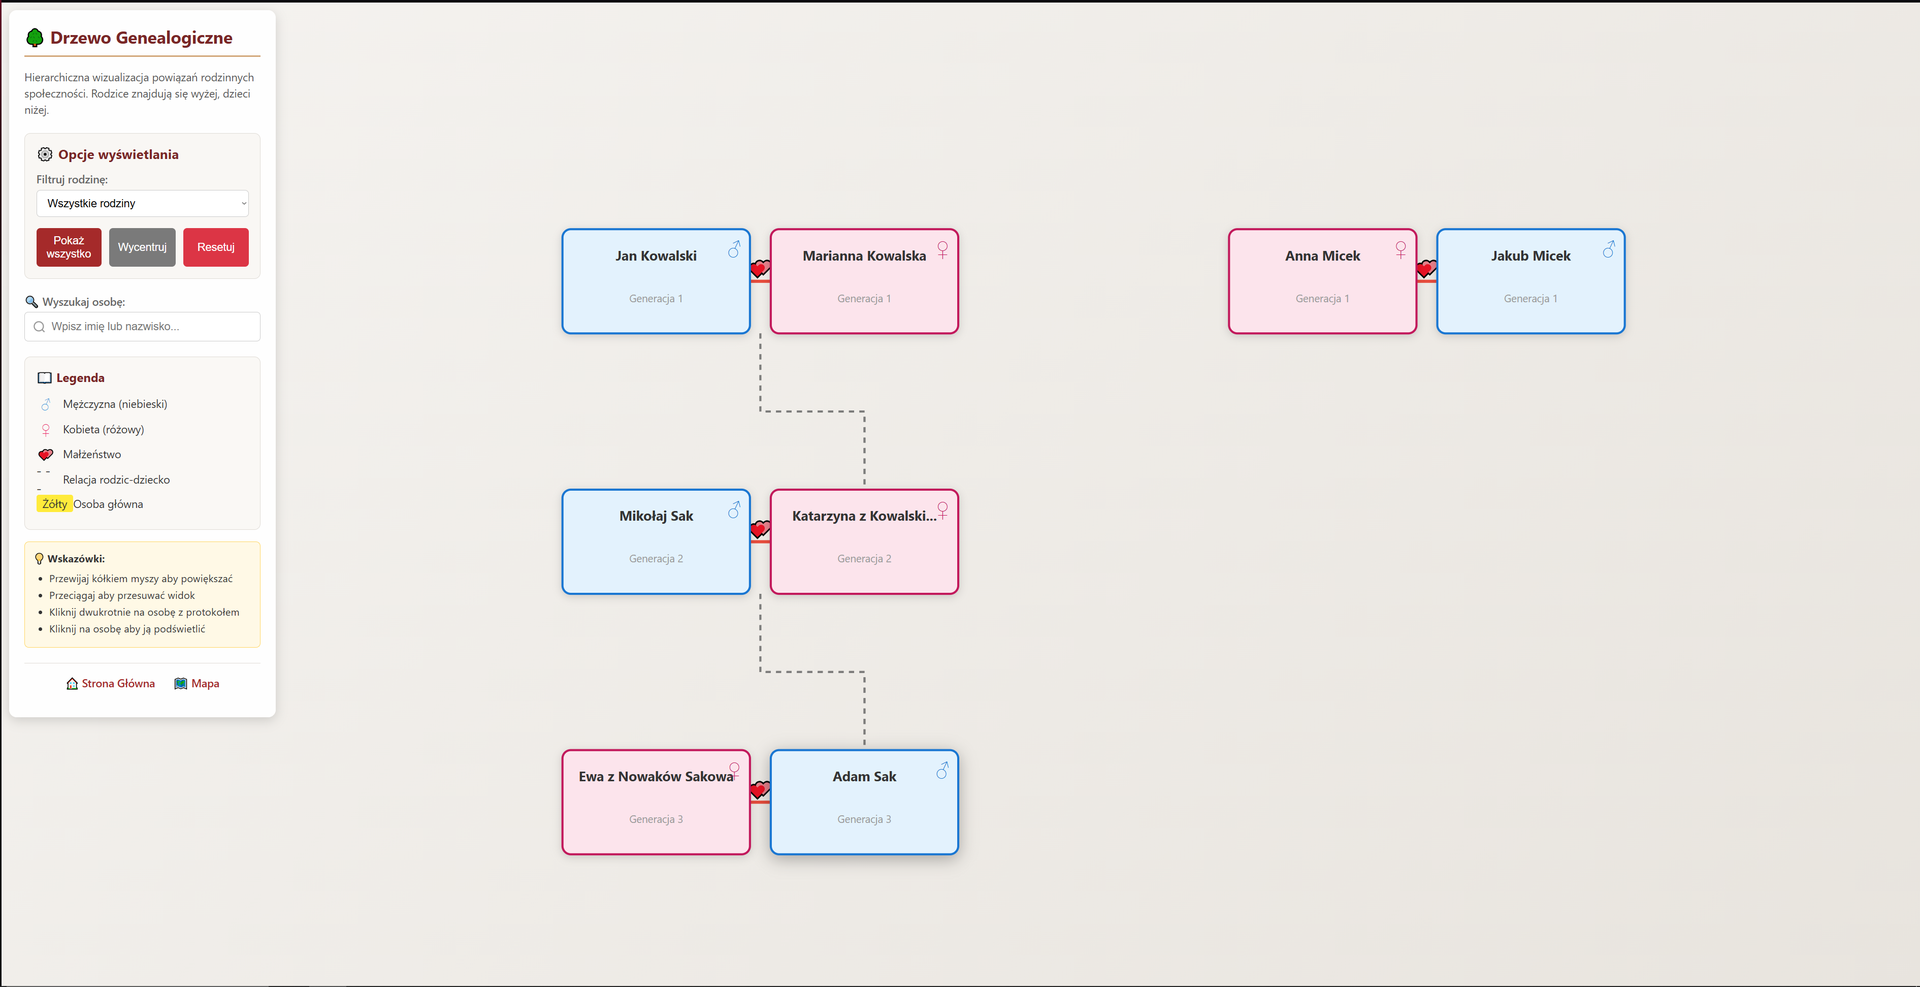 Drzewo Genealogiczne
Hierarchiczna wizualizacja powiązań rodzinnych
społeczności. Rodzice znajdują się wyżej, dzieci
niżej.
Opcje wyświetlania
Filtruj rodzinę:
Wszystkie rodziny
Pokaż
wszystko
Wycentruj
Resetuj
Wyszukaj osobę:
Wpisz imię lub nazwisko...
Legenda
Mężczyzna (niebieski)
Kobieta (różowy)
Małżeństwo
Relacja rodzic-dziecko
Żółty Osoba główna
Wskazówki:
Przewijaj kółkiem myszy aby powiększać
Przeciągaj aby przesuwać widok
Kliknij dwukrotnie na osobę z protokołem
Kliknij na osobę aby ją podświetlić
Strona Główna
Mapa
Jan Kowalski
Generacja 1
Marianna Kowalska
Generacja 1
Anna Micek
Generacja 1
Jakub Micek
Generacja 1
Mikołaj Sak
Generacja 2
Katarzyna z Kowalski...
Generacja 2
Ewa z Nowaków Sakowa
Generacja 3
Adam Sak
Generacja 3